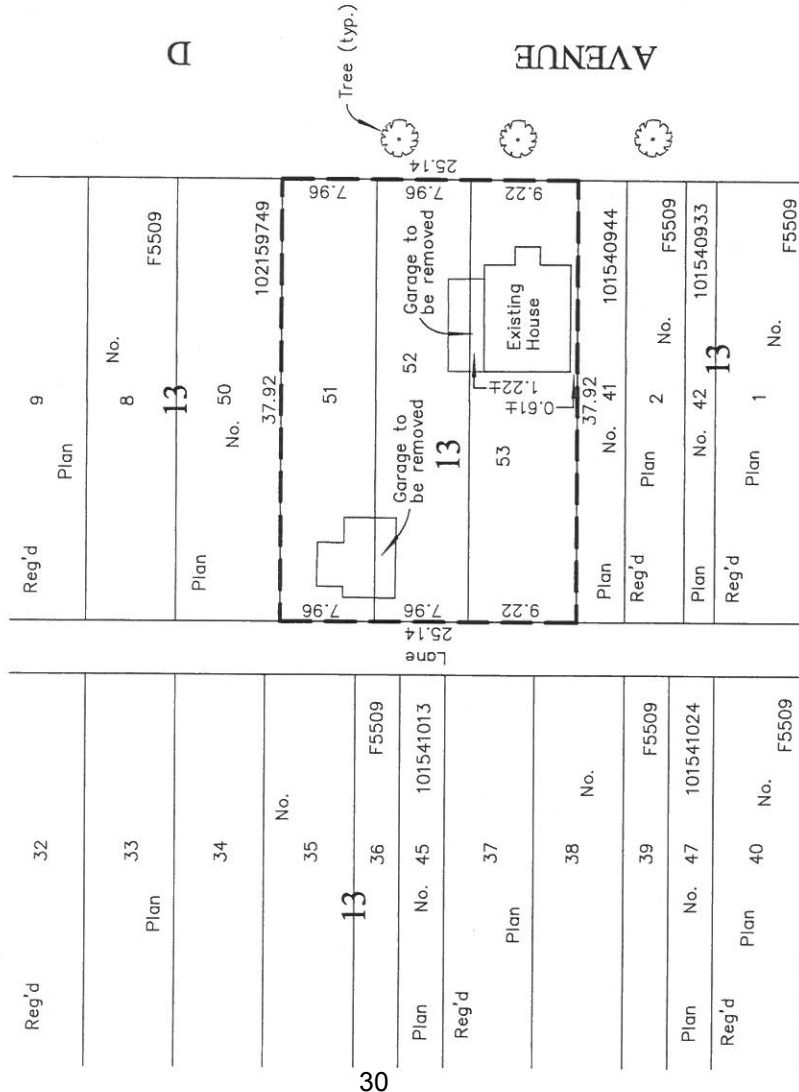 D
AVENUE
Tree (typ.)
Reg'd
Plan
9
8
No.
F5509
13
Plan
No.
50
102159749
37.92
25.14
7.96
7.96
9.22
51
52
53
13
Garage to
be removed
Garage to
be removed
Existing
House
1.22±
0.61±
7.96
7.96
9.22
25.14
37.92
Plan
No.
41
101540944
Reg'd
Plan
2
No.
F5509
Plan
No.
42
101540933
13
Reg'd
Plan
1
No.
F5509
Lane
Reg'd
32
33
Plan
34
35
No.
36
F5509
13
Plan
No.
45
101541013
Reg'd
37
Plan
38
No.
39
F5509
Plan
No.
47
101541024
Reg'd
Plan
40
No.
F5509
30